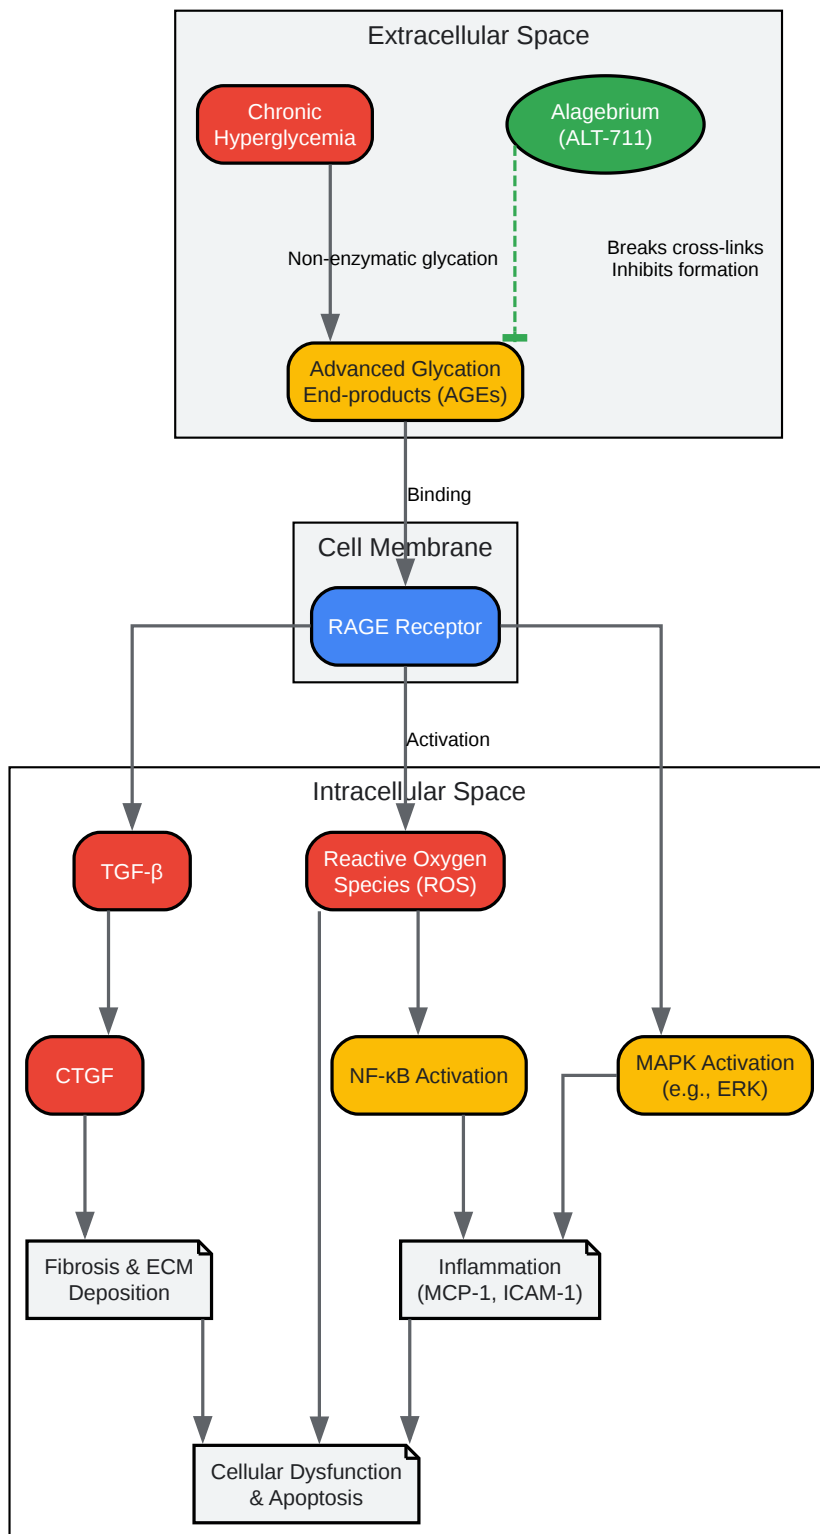 Extracellular Space
Chronic
Hyperglycemia
Alagebrium
(ALT-711)
Non-enzymatic glycation
Breaks cross-links
Inhibits formation
Advanced Glycation
End-products (AGEs)
Binding
Cell Membrane
RAGE Receptor
Activation
Intracellular Space
TGF-β
Reactive Oxygen
Species (ROS)
CTGF
NF-κB Activation
MAPK Activation
(e.g., ERK)
Fibrosis & ECM
Deposition
Inflammation
(MCP-1, ICAM-1)
Cellular Dysfunction
& Apoptosis